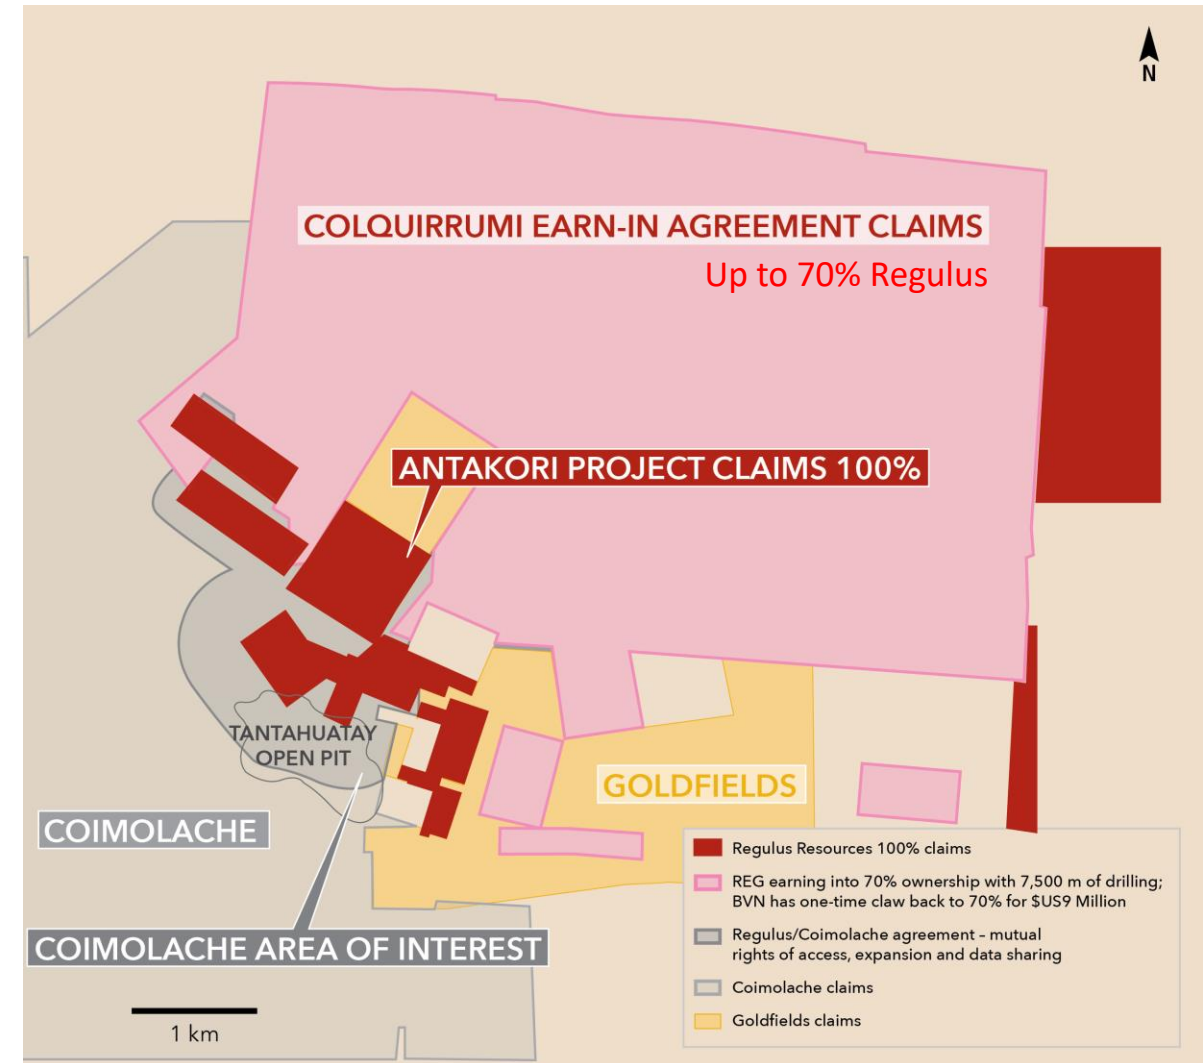 N
COLQUIRRUMI EARN-IN AGREEMENT CLAIMS
Up to 70% Regulus
ANTAKORI PROJECT CLAIMS 100%
TANTAHUATAY
OPEN PIT
GOLDFIELDS
COIMOLACHE
COIMOLACHE AREA OF INTEREST
1 km
Regulus Resources 100% claims
REG earning into 70% ownership with 7,500 m of drilling;
BVN has one-time claw back to 70% for $US9 Million
Regulus/Coimolache agreement – mutual
rights of access, expansion and data sharing
Coimolache claims
Goldfields claims